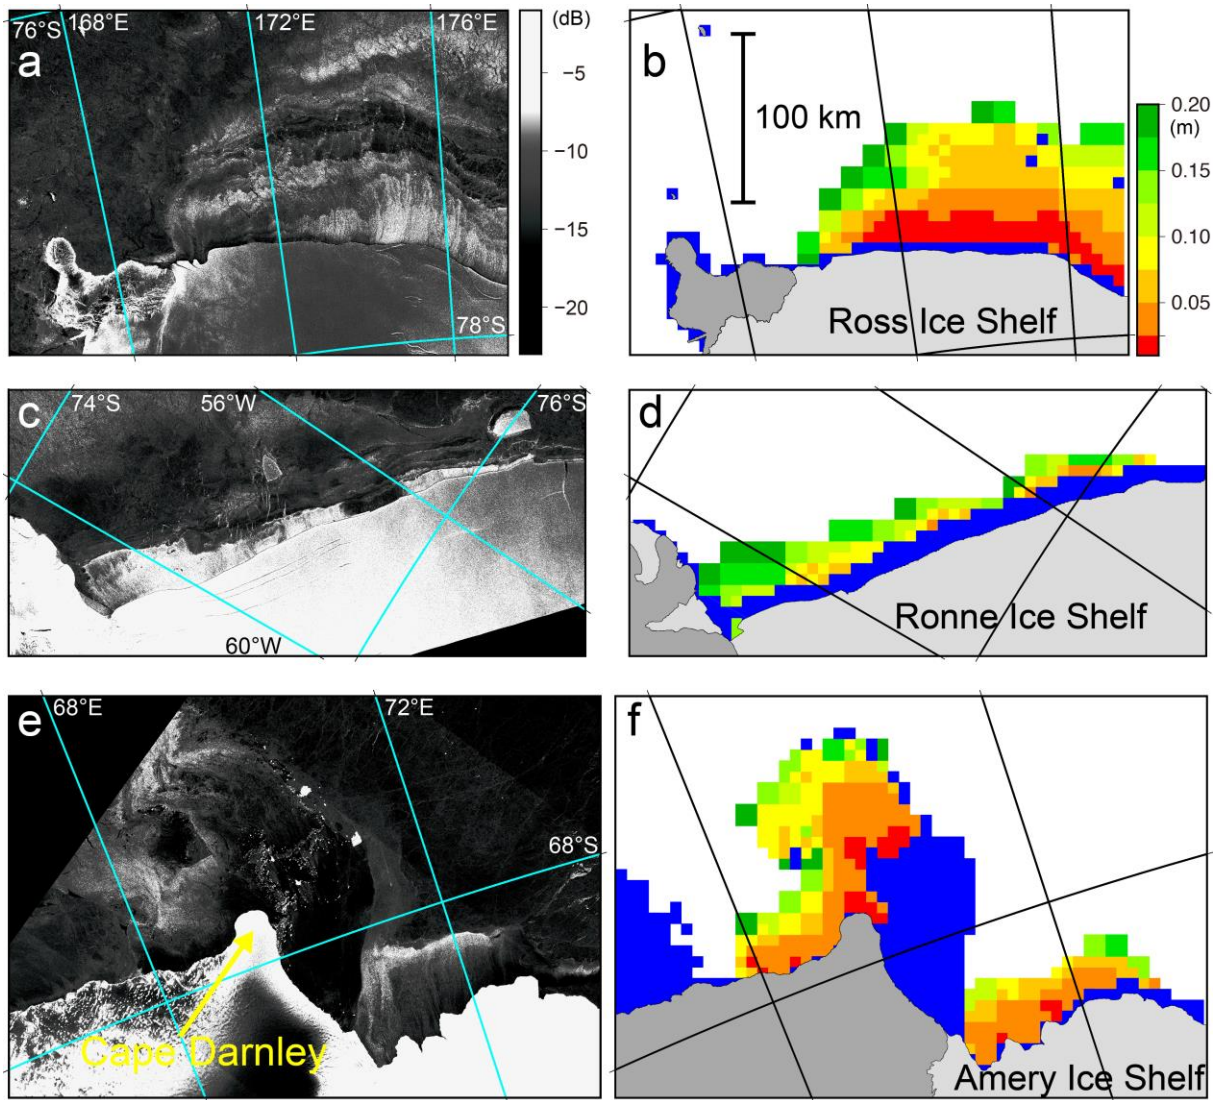 a
76°S
168°E
172°E
176°E
78°S
(dB)
−5
−10
−15
−20
b
100 km
Ross Ice Shelf
0.20
(m)
0.15
0.10
0.05
c
74°S
56°W
76°S
60°W
d
Ronne Ice Shelf
e
68°E
72°E
68°S
Cape Darnley
f
Amery Ice Shelf